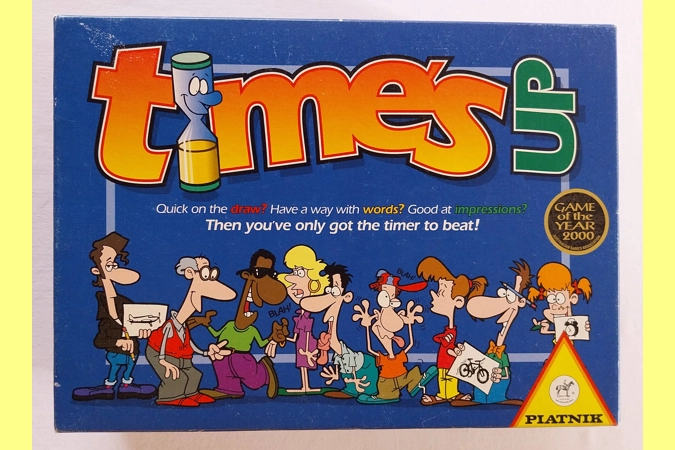 time's
UP
Quick on the draw? Have a way with words? Good at impressions?
Then you've only got the timer to beat!
GAME
of the
YEAR
2000
BLAH!
BLAH!
PIATNIK